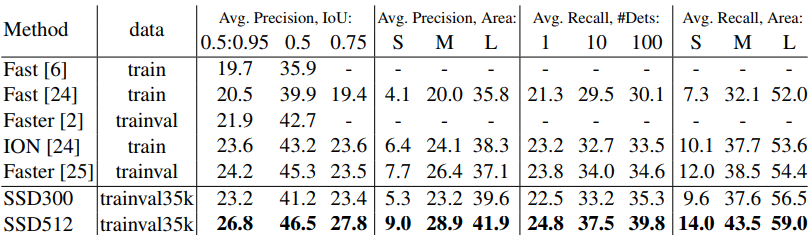 Method data Avg. Precision, IoU: Avg. Precision, Area: Avg. Recall, #Dets: Avg. Recall, Area:
0.5:0.95 0.5 0.75 S M L 1 10 100 S M L
Fast [6] train 19.7 35.9 - - - - - - - - - -
Fast [24] train 20.5 39.9 19.4 4.1 20.0 35.8 21.3 29.5 30.1 7.3 32.1 52.0
Faster [2] trainval 21.9 42.7 - - - - - - - - - -
ION [24] train 23.6 43.2 23.6 6.4 24.1 38.3 23.2 32.7 33.5 10.1 37.7 53.6
Faster [25] trainval 24.2 45.3 23.5 7.7 26.4 37.1 23.8 34.0 34.6 12.0 38.5 54.4
SSD300 trainval35k 23.2 41.2 23.4 5.3 23.2 39.6 22.5 33.2 35.3 9.6 37.6 56.5
SSD512 trainval35k 26.8 46.5 27.8 9.0 28.9 41.9 24.8 37.5 39.8 14.0 43.5 59.0